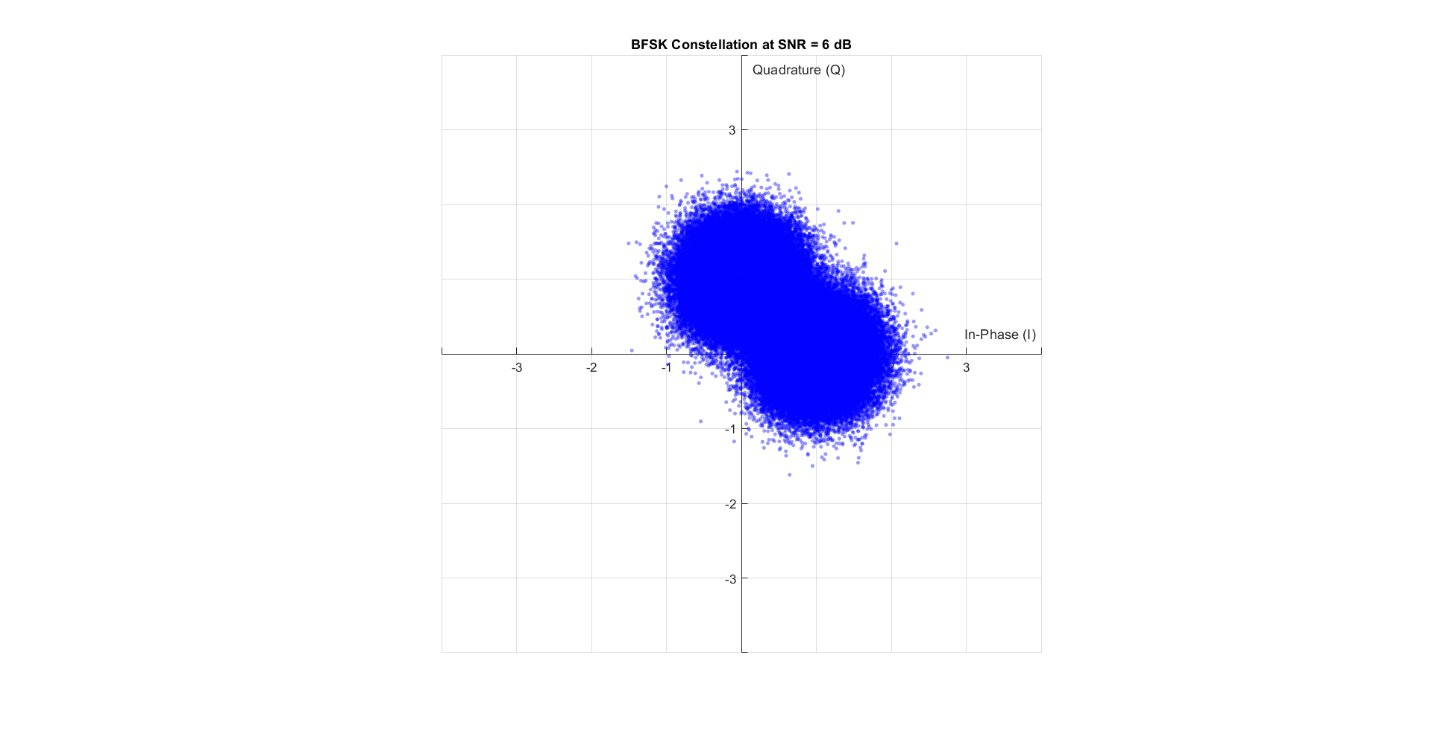 BFSK Constellation at SNR = 6 dB
Quadrature (Q)
3
In-Phase (I)
-3 -2 -1 3
-1
-2
-3